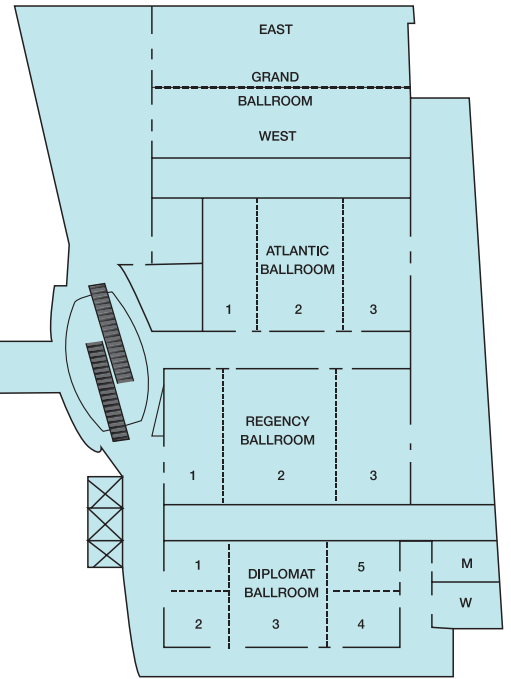 EAST
GRAND
BALLROOM
WEST
ATLANTIC
BALLROOM
1 2 3
REGENCY
BALLROOM
1 2 3
1 5
DIPLOMAT
BALLROOM
2 3 4
M
W